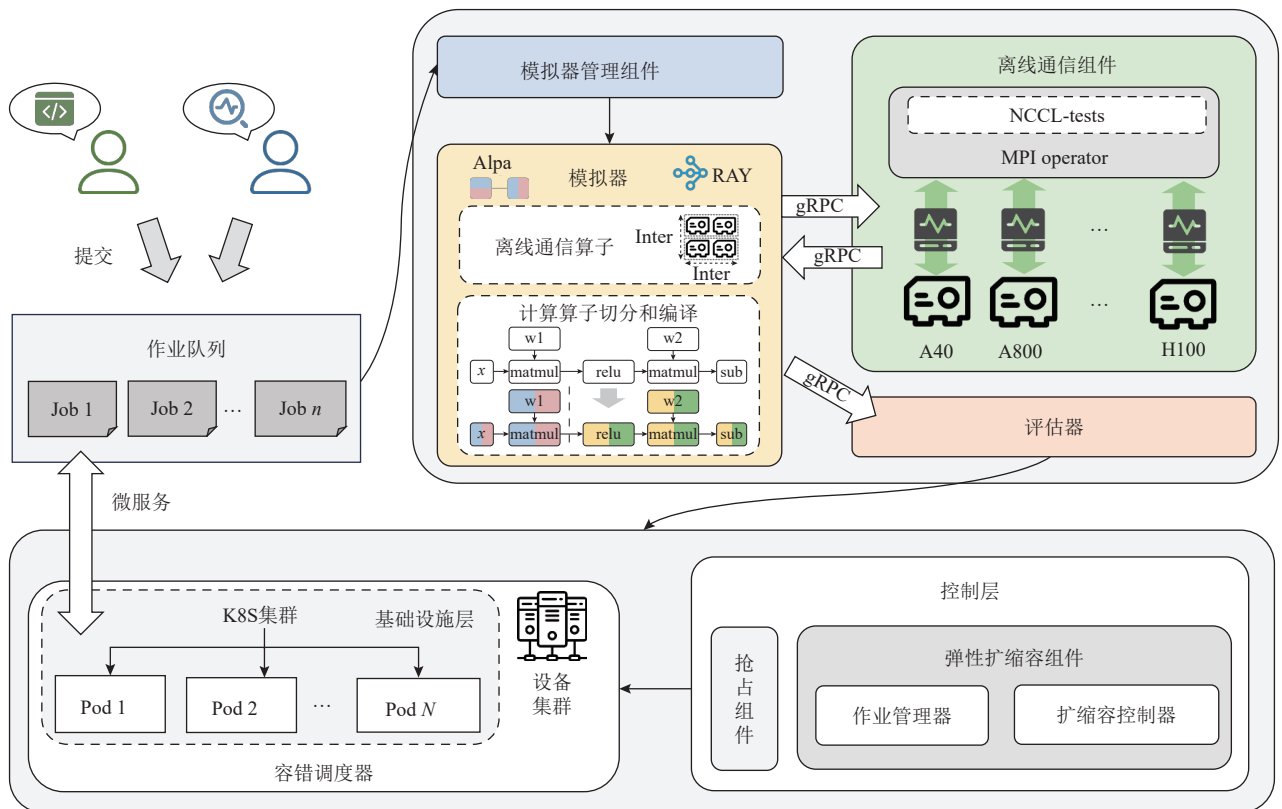 提交
作业队列
Job 1
Job 2
…
Job n
微服务
模拟器管理组件
Alpa
模拟器
RAY
离线通信算子
Inter
Inter
计算算子切分和编译
w1
w2
x
matmul
relu
matmul
sub
w1
w2
x
matmul
relu
matmul
sub
gRPC
gRPC
gRPC
离线通信组件
NCCL-tests
MPI operator
…
…
A40
A800
H100
评估器
K8S集群
基础设施层
Pod 1
Pod 2
…
Pod N
设备
集群
容错调度器
控制层
抢
占
组
件
弹性扩缩容组件
作业管理器
扩缩容控制器